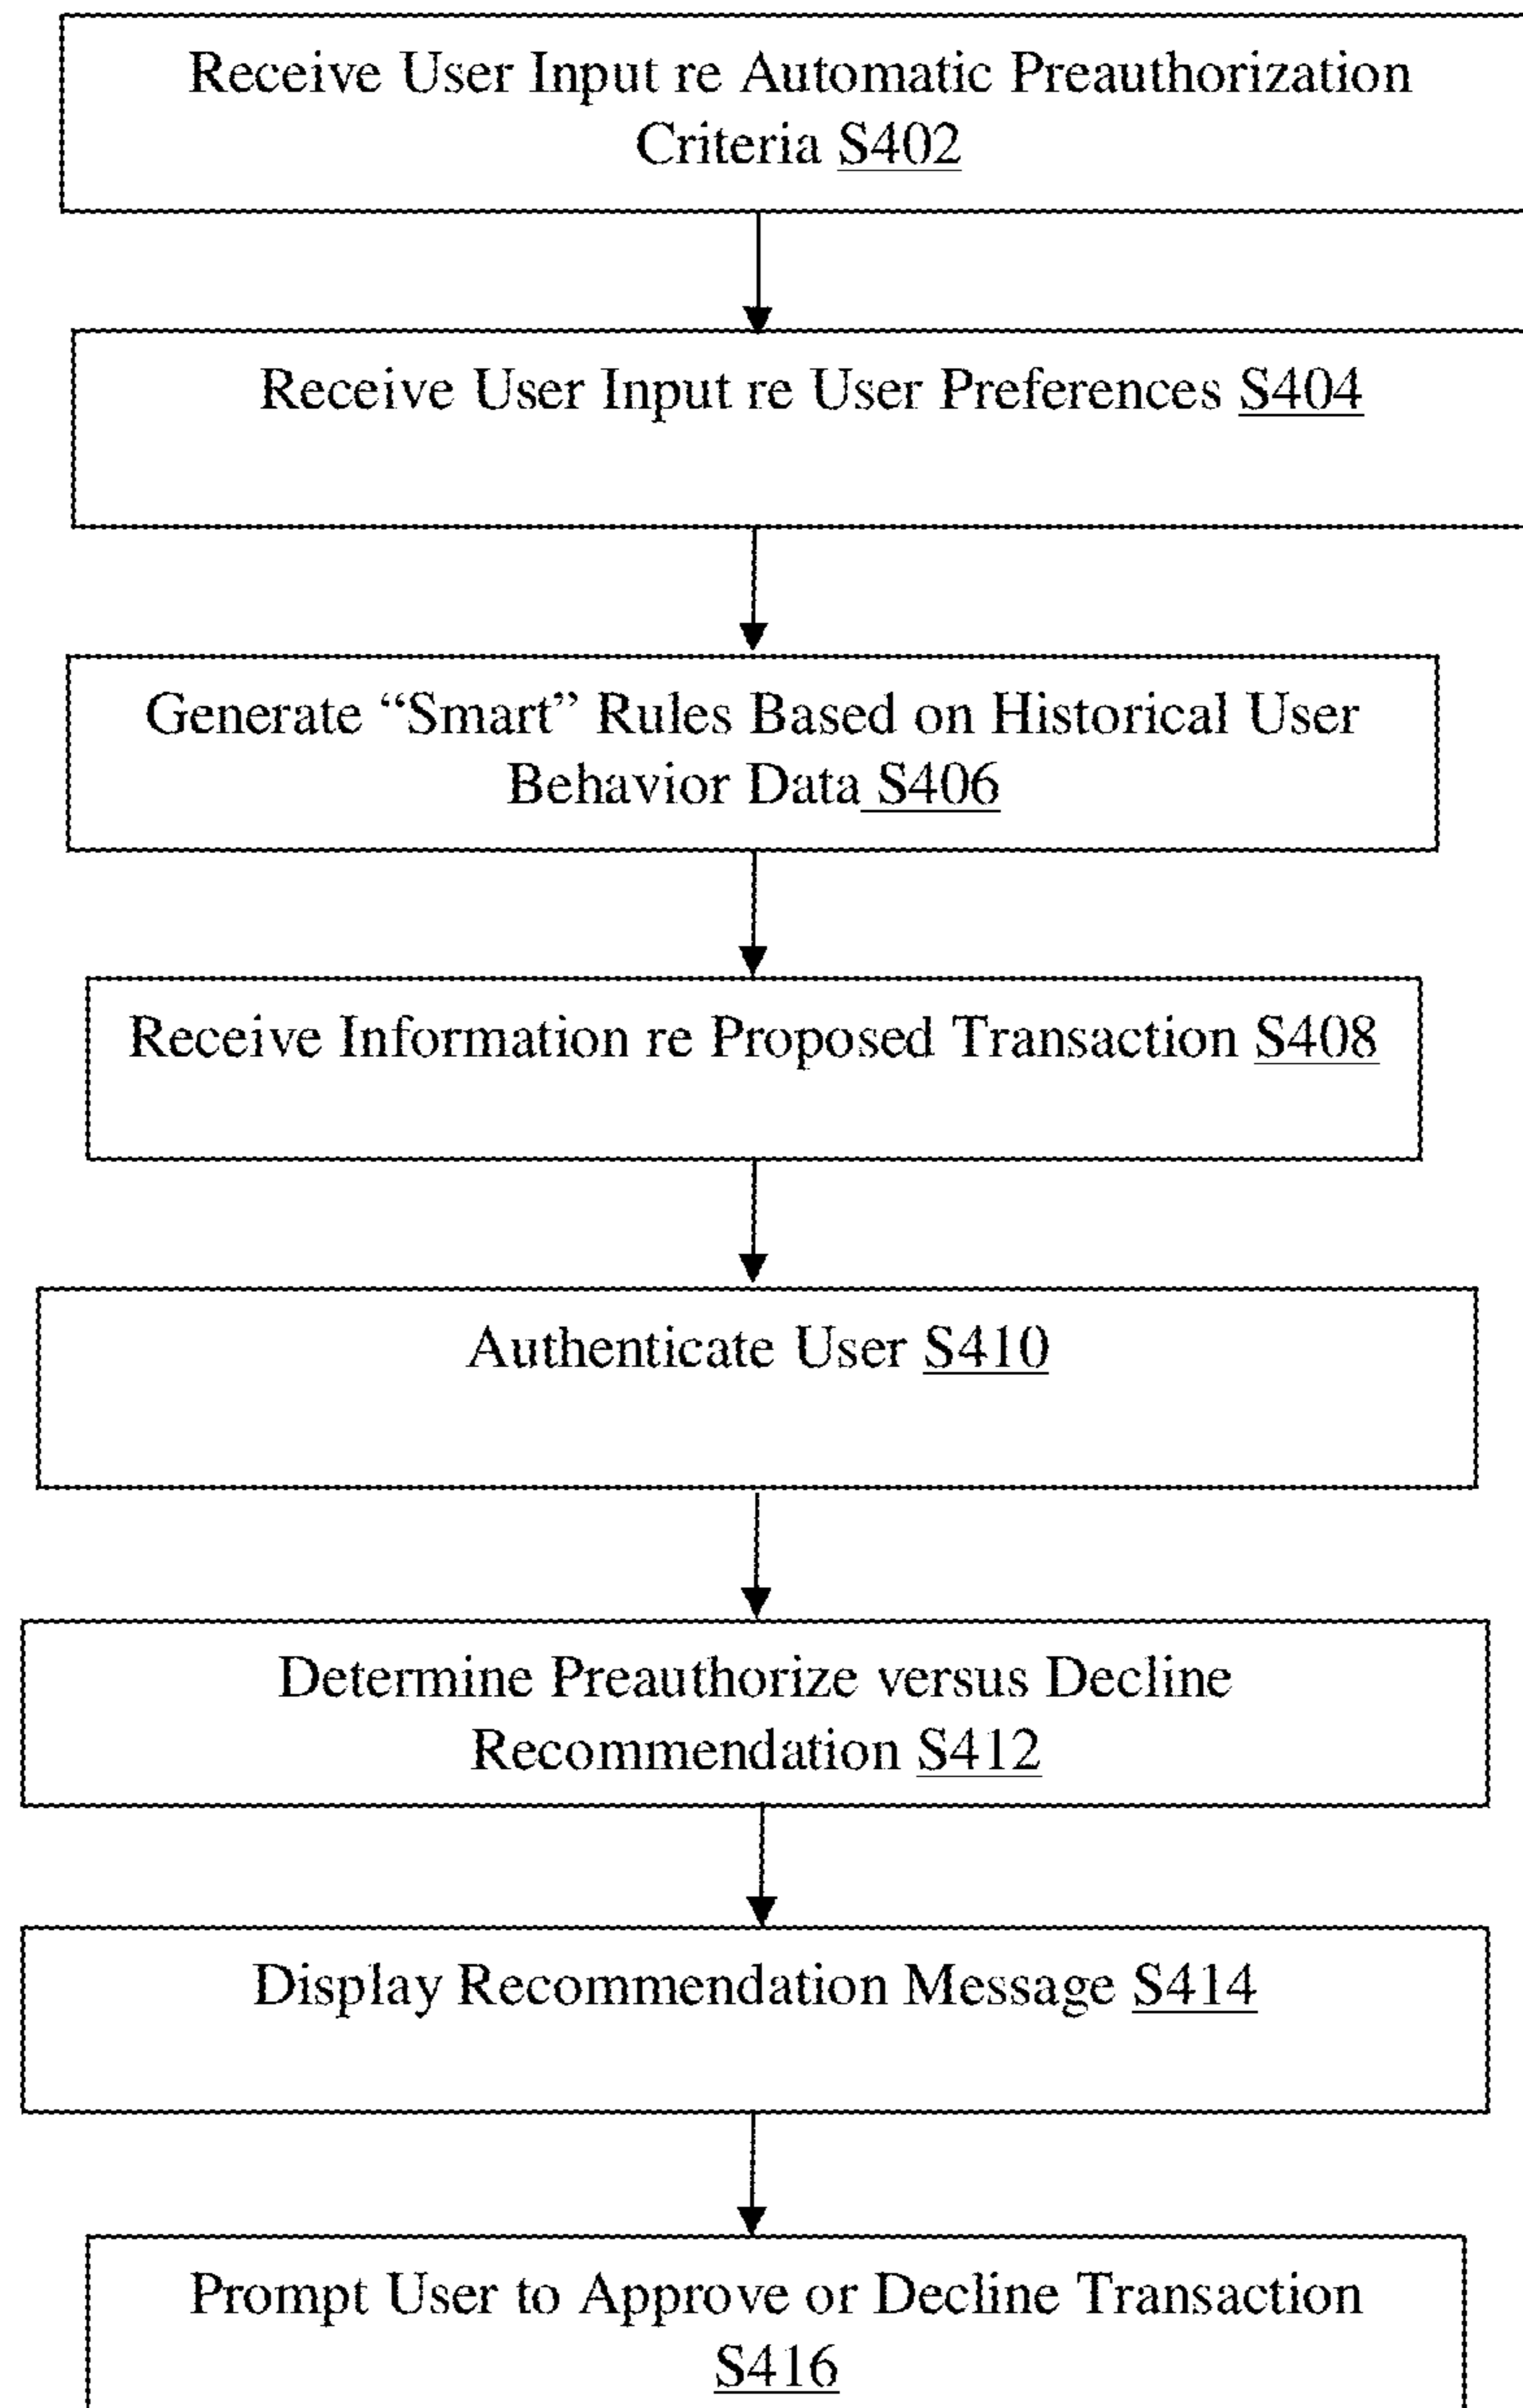 Receive User Input re Automatic Preauthorization
Criteria S402
Receive User Input re User Preferences S404
Generate “Smart” Rules Based on Historical User
Behavior Data S406
Receive Information re Proposed Transaction S408
Authenticate User S410
Determine Preauthorize versus Decline
Recommendation S412
Display Recommendation Message S414
Prompt User to Approve or Decline Transaction
S416